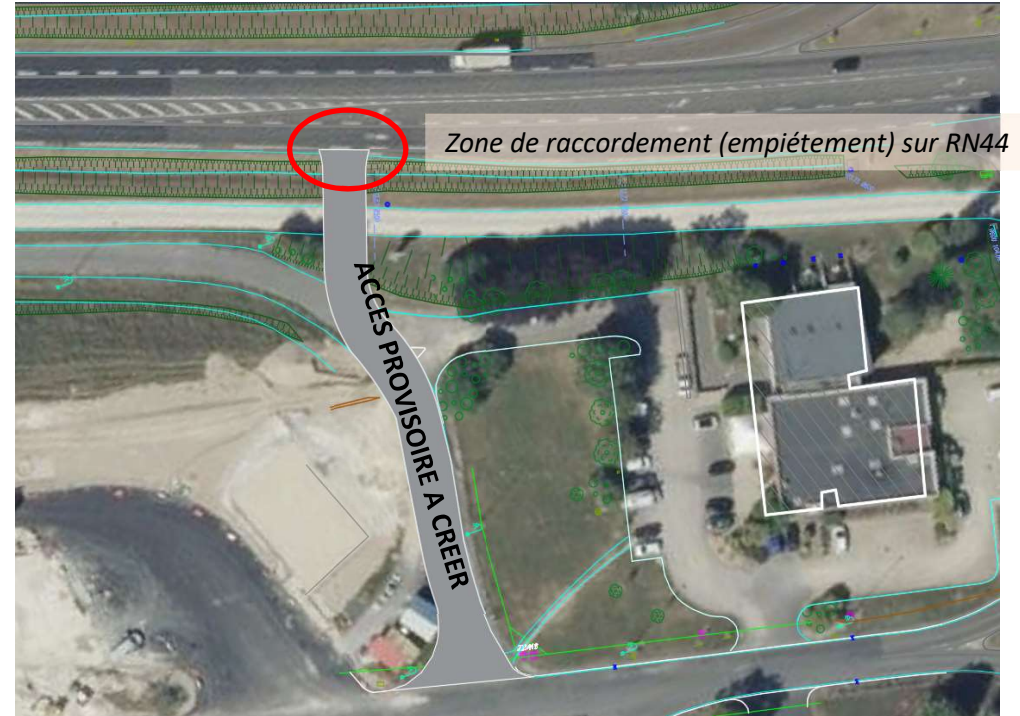 Zone de raccordement (empiétement) sur RN44
ACCES PROVISOIRE A CREER